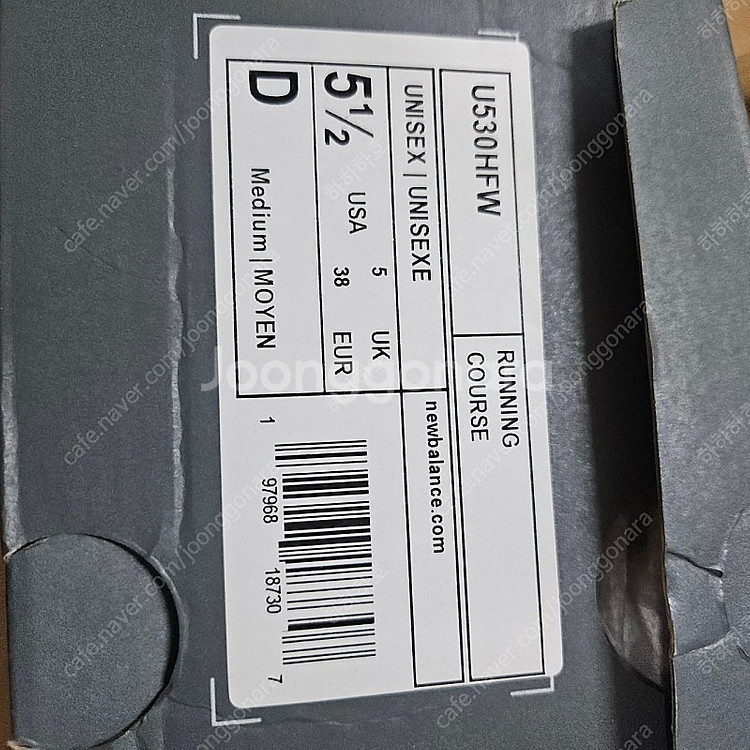 U530HFW
RUNNING
COURSE
UNISEX | UNISEXE
newbalance.com
5½ USA 5 UK
38 EUR
D Medium | MOYEN
1 97968 18730 7
Joonggonara
cafe.naver.com/joonggonara